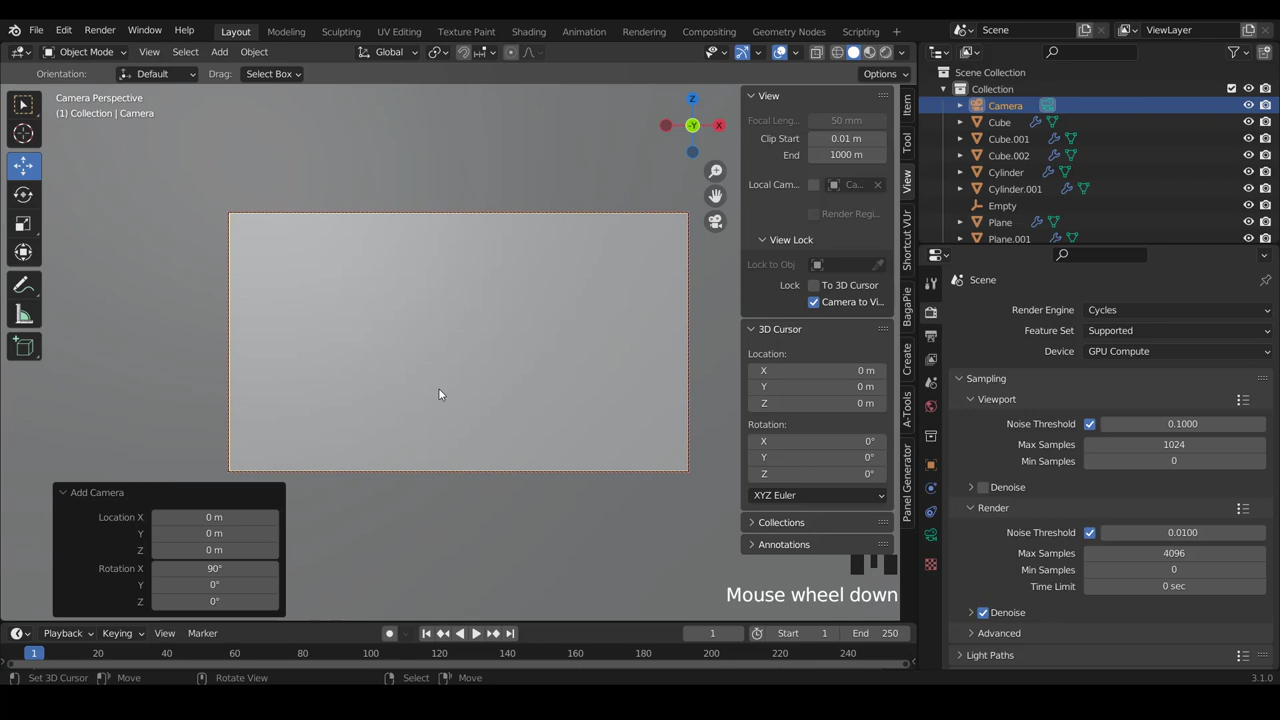 File Edit Render Window Help Layout Modeling Sculpting UV Editing Texture Paint Shading Animation Rendering Compositing Geometry Nodes Scripting + Scene ViewLayer
Object Mode View Select Add Object Global
Orientation: Default Drag: Select Box Options
Camera Perspective
(1) Collection | Camera
Z
-Y
X
View
Focal Leng... 50 mm
Clip Start 0.01 m
End 1000 m
Local Cam... Ca...
Render Regi...
View Lock
Lock to Obj
Lock To 3D Cursor
Camera to Vi...
3D Cursor
Location:
X 0 m
Y 0 m
Z 0 m
Rotation:
X 0°
Y 0°
Z 0°
XYZ Euler
Collections
Annotations
Item
Tool
View
Shortcut VUr
BagaPie
Create
A-Tools
Panel Generator
Scene Collection
Collection
Camera
Cube
Cube.001
Cube.002
Cylinder
Cylinder.001
Empty
Plane
Plane.001
Scene
Render Engine Cycles
Feature Set Supported
Device GPU Compute
Sampling
Viewport
Noise Threshold 0.1000
Max Samples 1024
Min Samples 0
Denoise
Render
Noise Threshold 0.0100
Max Samples 4096
Min Samples 0
Time Limit 0 sec
Denoise
Advanced
Light Paths
Add Camera
Location X 0 m
Y 0 m
Z 0 m
Rotation X 90°
Y 0°
Z 0°
Mouse wheel down
Playback Keying View Marker 1 Start 1 End 250
1 20 40 60 80 100 120 140 160 180 200 220 240
Set 3D Cursor Move Rotate View Select Move 3.1.0